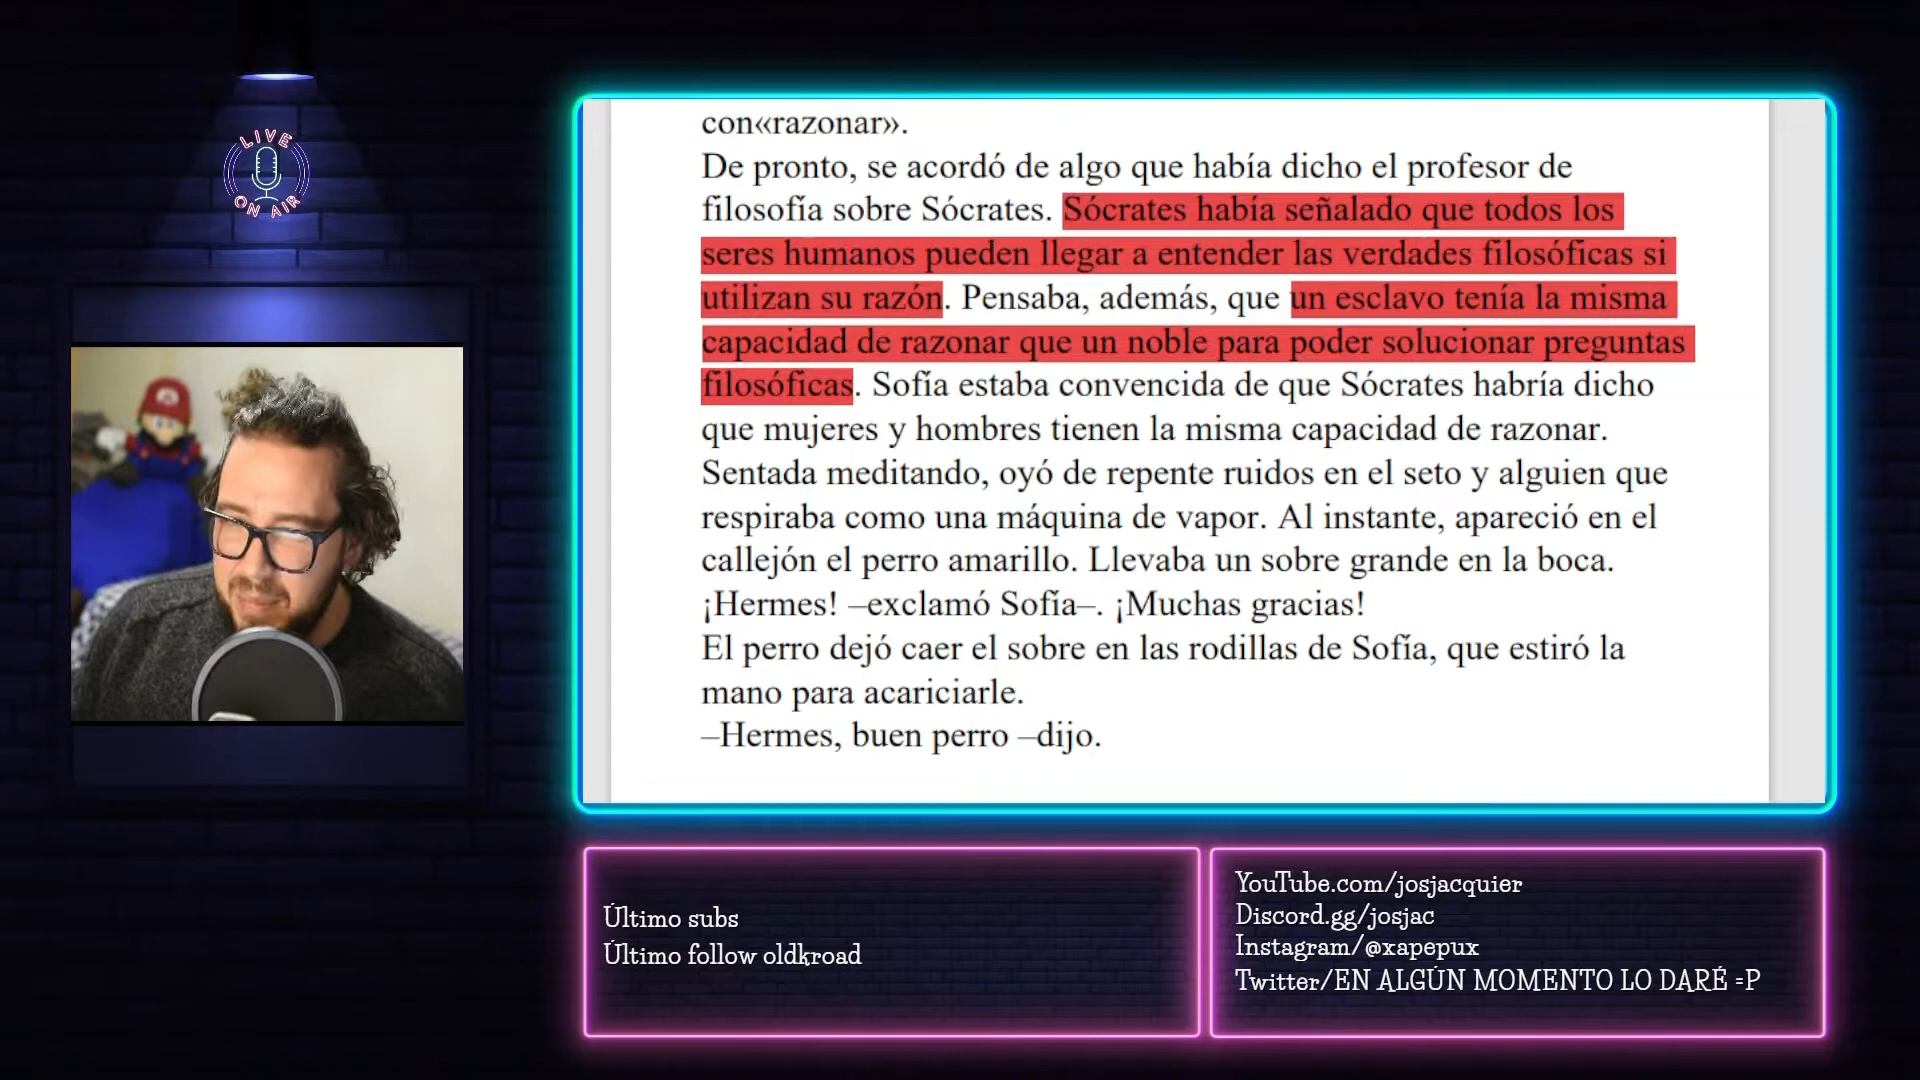 LIVE
ON AIR
con«razonar».
De pronto, se acordó de algo que había dicho el profesor de
filosofía sobre Sócrates. Sócrates había señalado que todos los
seres humanos pueden llegar a entender las verdades filosóficas si
utilizan su razón. Pensaba, además, que un esclavo tenía la misma
capacidad de razonar que un noble para poder solucionar preguntas
filosóficas. Sofía estaba convencida de que Sócrates habría dicho
que mujeres y hombres tienen la misma capacidad de razonar.
Sentada meditando, oyó de repente ruidos en el seto y alguien que
respiraba como una máquina de vapor. Al instante, apareció en el
callejón el perro amarillo. Llevaba un sobre grande en la boca.
¡Hermes! –exclamó Sofía–. ¡Muchas gracias!
El perro dejó caer el sobre en las rodillas de Sofía, que estiró la
mano para acariciarle.
–Hermes, buen perro –dijo.
Último subs
Último follow oldkroad
YouTube.com/josjacquier
Discord.gg/josjac
Instagram/@xapepux
Twitter/EN ALGÚN MOMENTO LO DARÉ =P